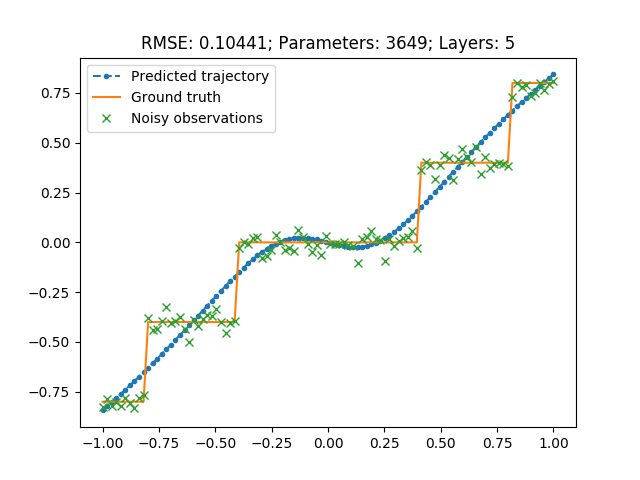 RMSE: 0.10441; Parameters: 3649; Layers: 5
Predicted trajectory
Ground truth
Noisy observations
0.75
0.50
0.25
0.00
−0.25
−0.50
−0.75
−1.00 −0.75 −0.50 −0.25 0.00 0.25 0.50 0.75 1.00